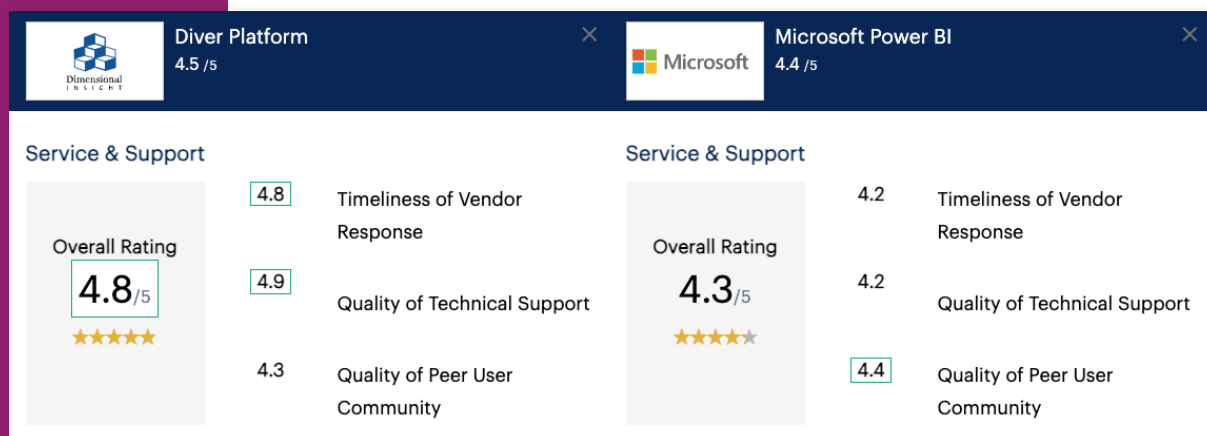 Dimensional
INSIGHT
Diver Platform
4.5 /5
Microsoft
Microsoft Power BI
4.4 /5
Service & Support
Overall Rating
4.8/5
4.8
Timeliness of Vendor
Response
4.9
Quality of Technical Support
4.3
Quality of Peer User
Community
Service & Support
Overall Rating
4.3/5
4.2
Timeliness of Vendor
Response
4.2
Quality of Technical Support
4.4
Quality of Peer User
Community